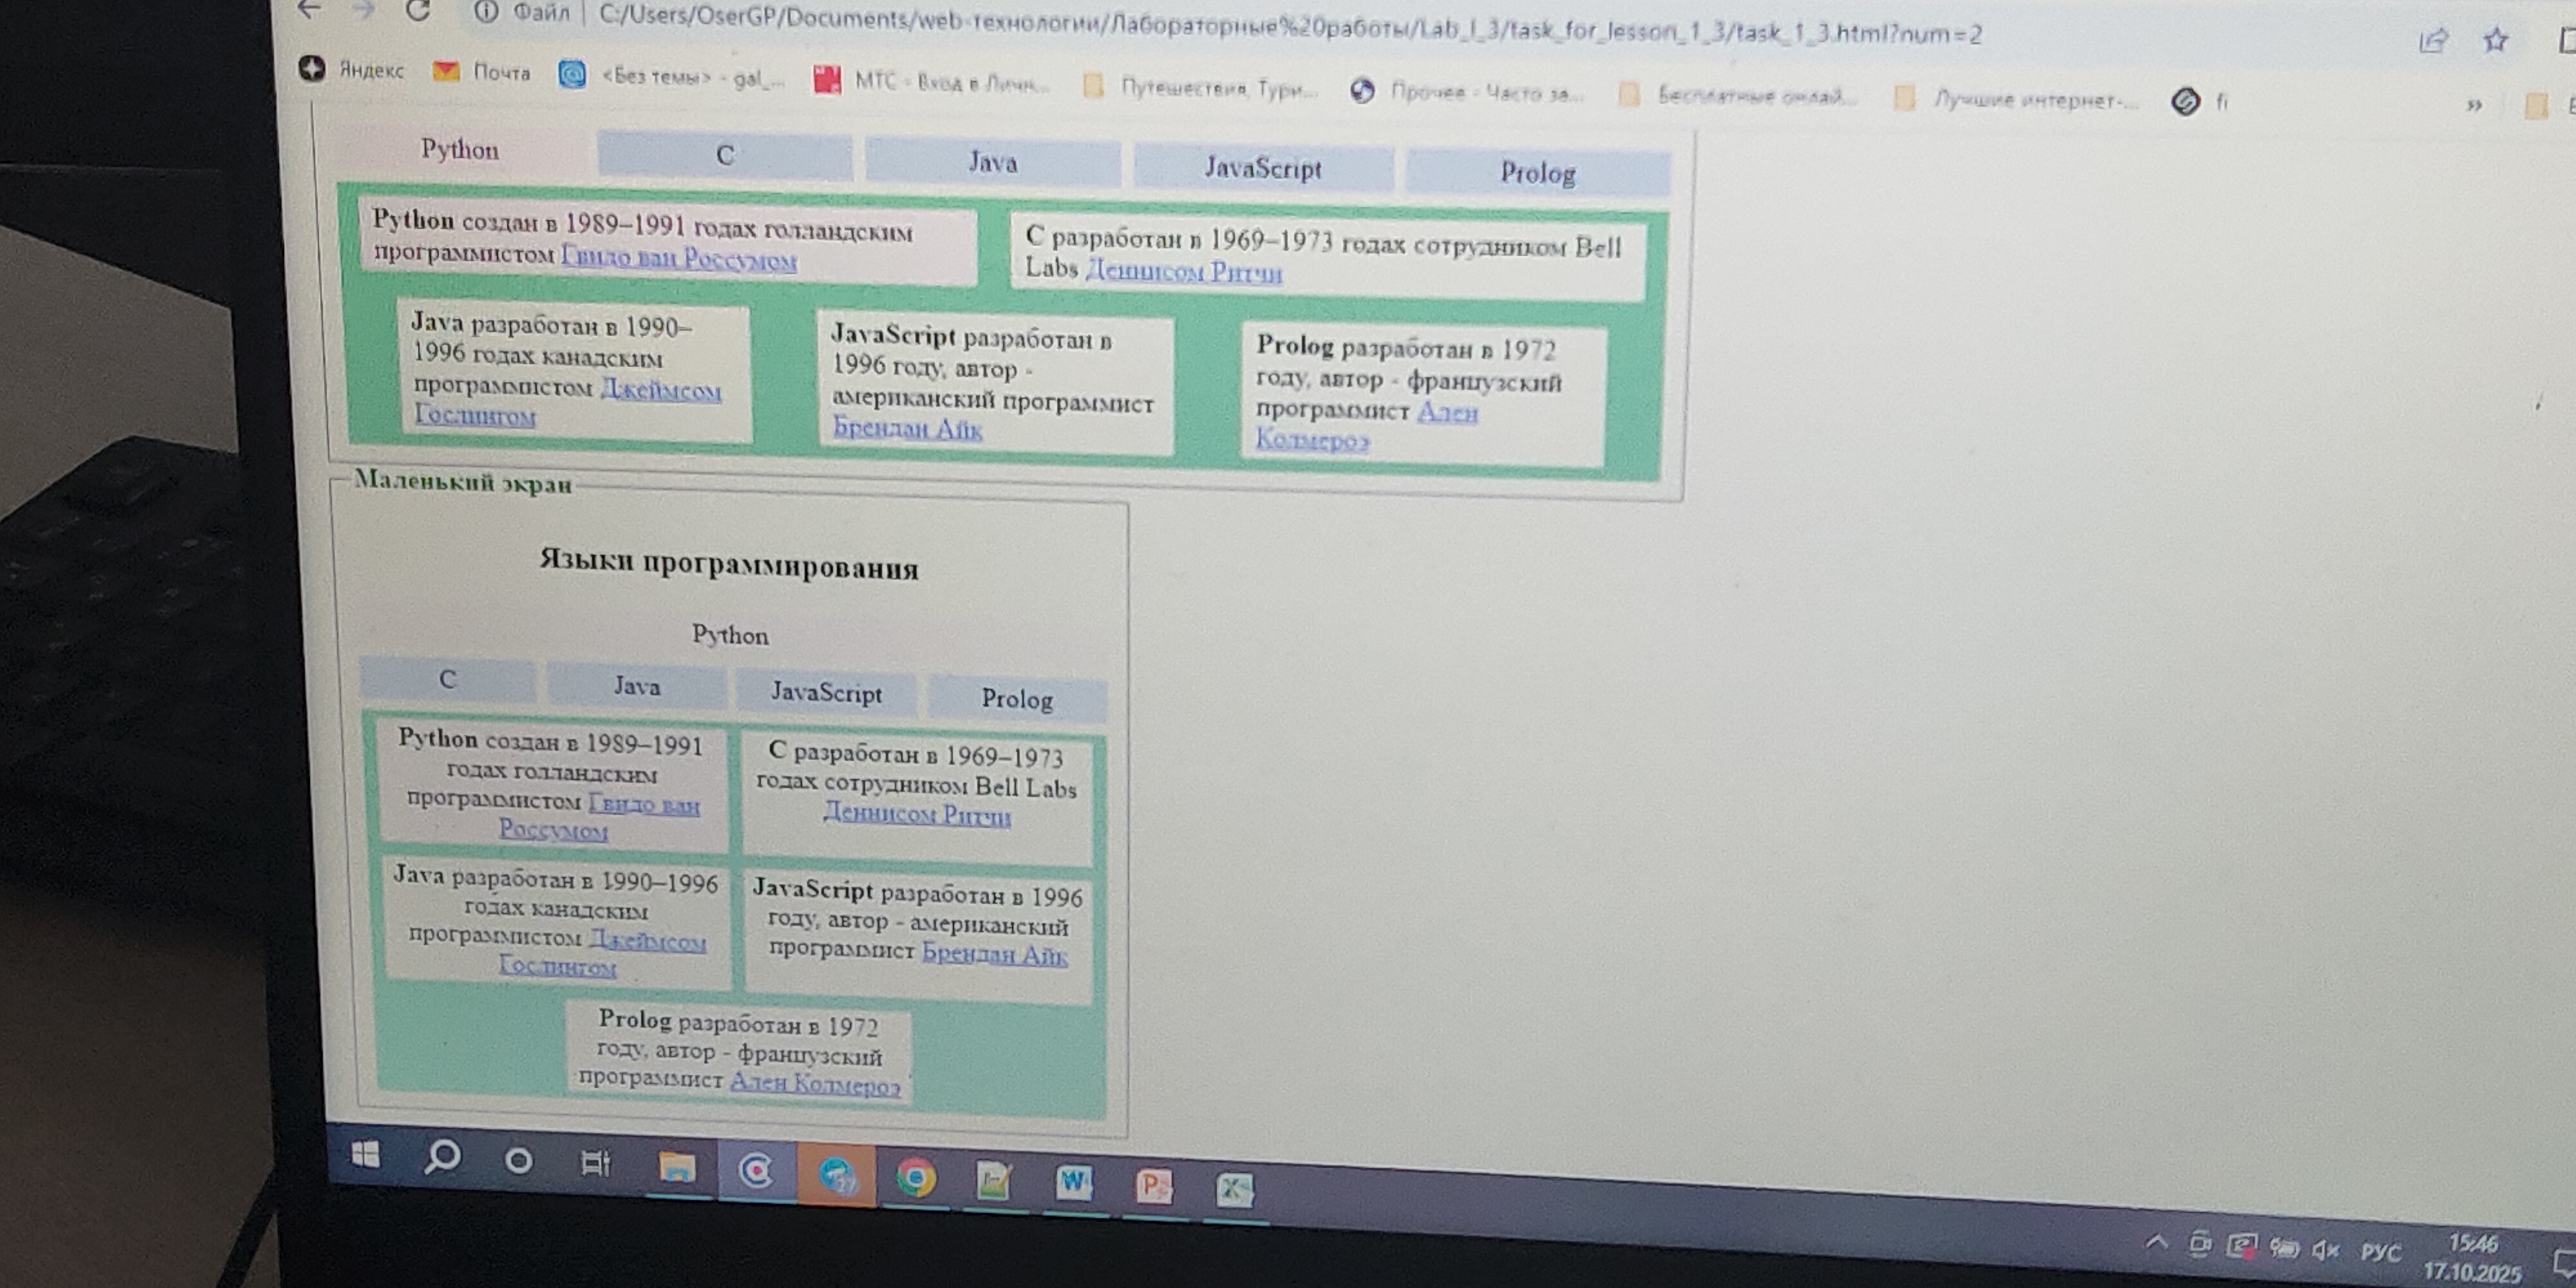 Файл | C:/Users/OserGP/Documents/web-технологии/Лабораторные%20работы/Lab_l_3/task_for_lesson_1_3/task_1_3.html?num=2
Яндекс Почта <Без темы> - gal_... МТС - Вход в Личн... Путешествия, Тури... Прочее - Часто за... Бесплатные онлай... Лучшие интернет-... fi »
Python C Java JavaScript Prolog
Python создан в 1989–1991 годах голландским
программистом Гвидо ван Россумом
C разработан в 1969–1973 годах сотрудником Bell
Labs Деннисом Ритчи
Java разработан в 1990–
1996 годах канадским
программистом Джеймсом
Гослингом
JavaScript разработан в
1996 году, автор -
американский программист
Брендан Айк
Prolog разработан в 1972
году, автор - французский
программист Ален
Колмероэ
Маленький экран
Языки программирования
Python
C Java JavaScript Prolog
Python создан в 1989–1991
годах голландским
программистом Гвидо ван
Россумом
C разработан в 1969–1973
годах сотрудником Bell Labs
Деннисом Ритчи
Java разработан в 1990–1996
годах канадским
программистом Джеймсом
Гослингом
JavaScript разработан в 1996
году, автор - американский
программист Брендан Айк
Prolog разработан в 1972
году, автор - французский
программист Ален Колмероэ
27
РУС
15:46
17.10.2025